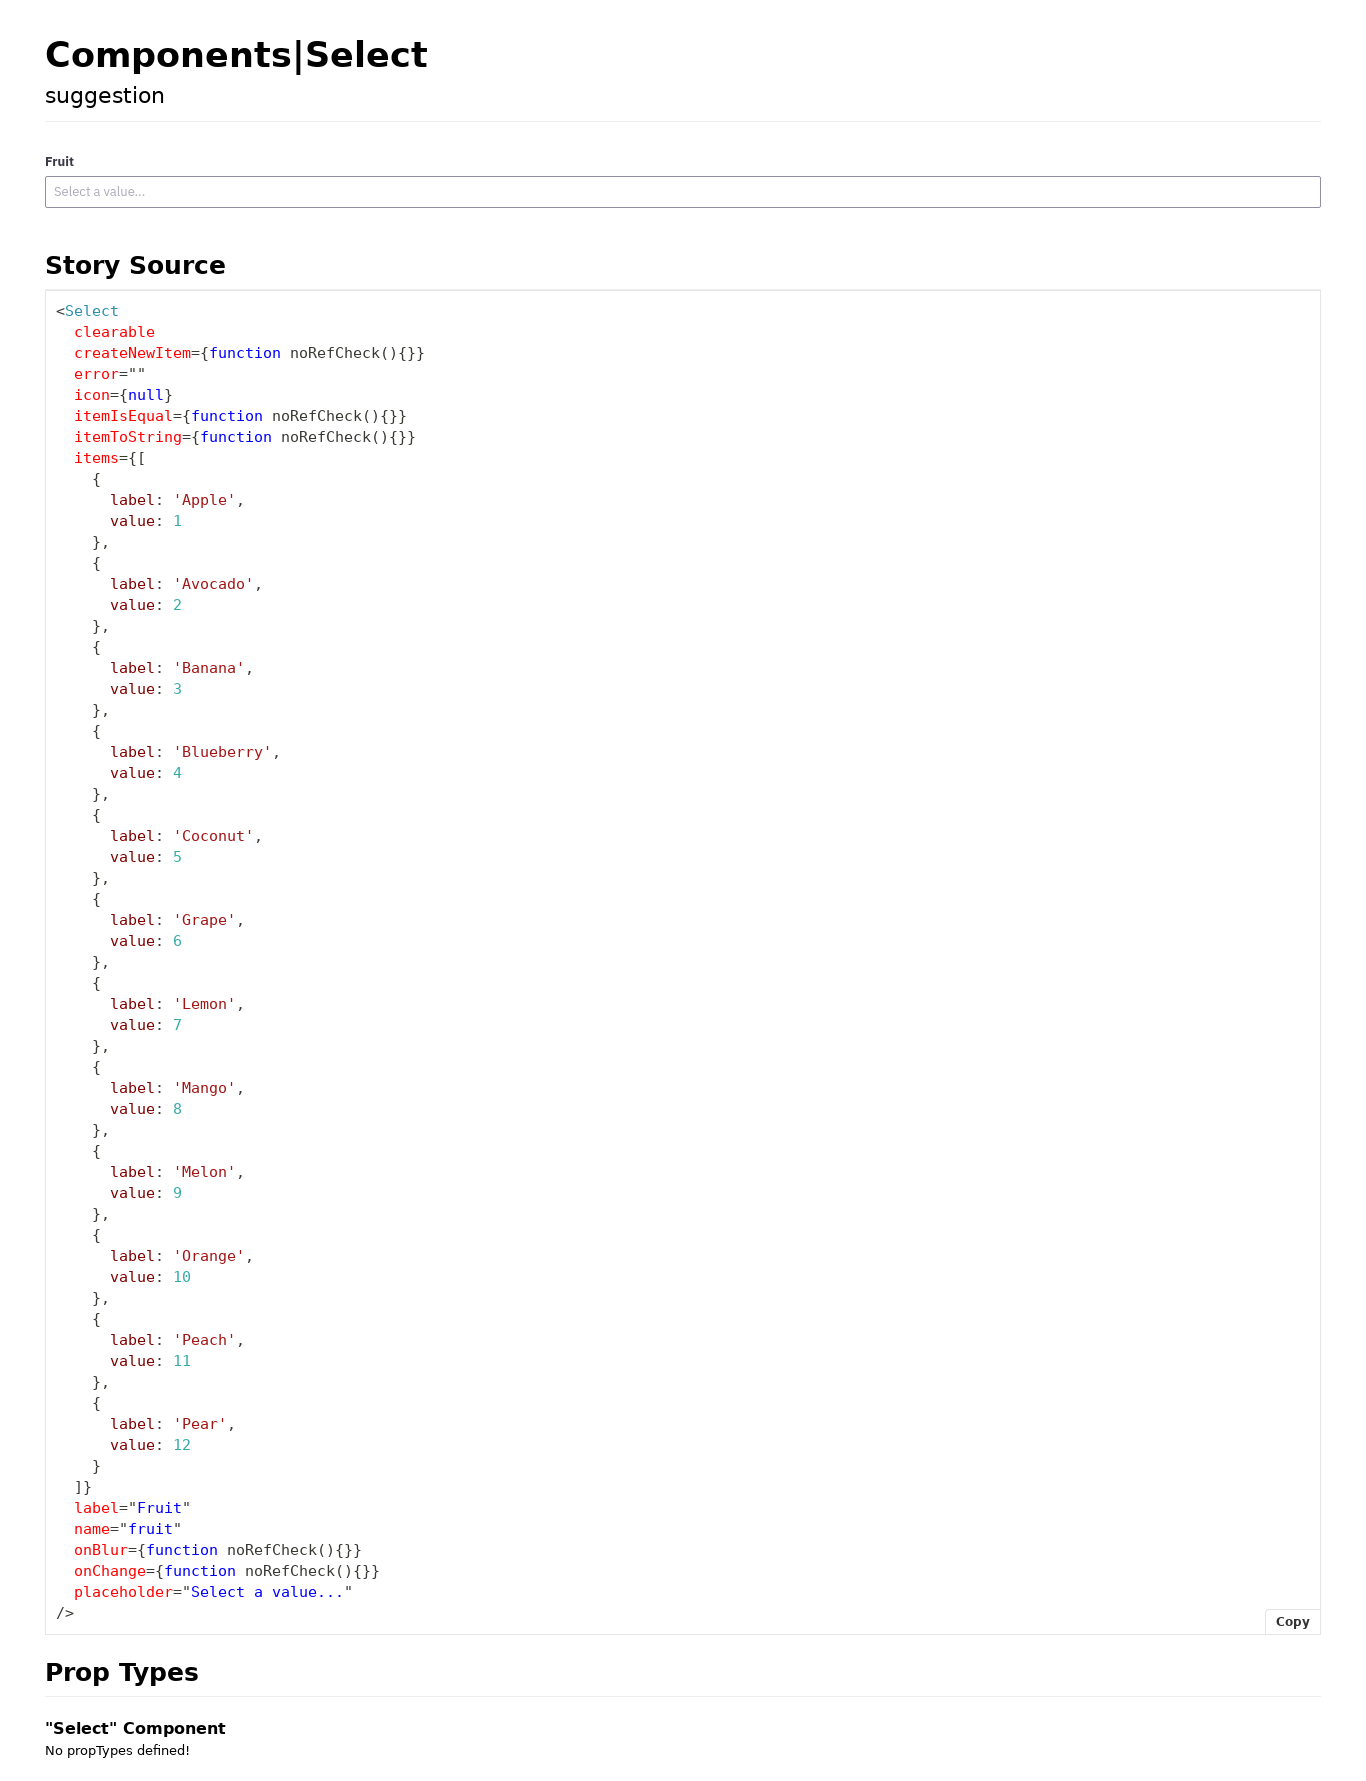 Components|Select
suggestion
Fruit
Select a value...
Story Source
<Select
  clearable
  createNewItem={function noRefCheck(){}}
  error=""
  icon={null}
  itemIsEqual={function noRefCheck(){}}
  itemToString={function noRefCheck(){}}
  items={[
    {
      label: 'Apple',
      value: 1
    },
    {
      label: 'Avocado',
      value: 2
    },
    {
      label: 'Banana',
      value: 3
    },
    {
      label: 'Blueberry',
      value: 4
    },
    {
      label: 'Coconut',
      value: 5
    },
    {
      label: 'Grape',
      value: 6
    },
    {
      label: 'Lemon',
      value: 7
    },
    {
      label: 'Mango',
      value: 8
    },
    {
      label: 'Melon',
      value: 9
    },
    {
      label: 'Orange',
      value: 10
    },
    {
      label: 'Peach',
      value: 11
    },
    {
      label: 'Pear',
      value: 12
    }
  ]}
  label="Fruit"
  name="fruit"
  onBlur={function noRefCheck(){}}
  onChange={function noRefCheck(){}}
  placeholder="Select a value..."
/>
Copy
Prop Types
"Select" Component
No propTypes defined!